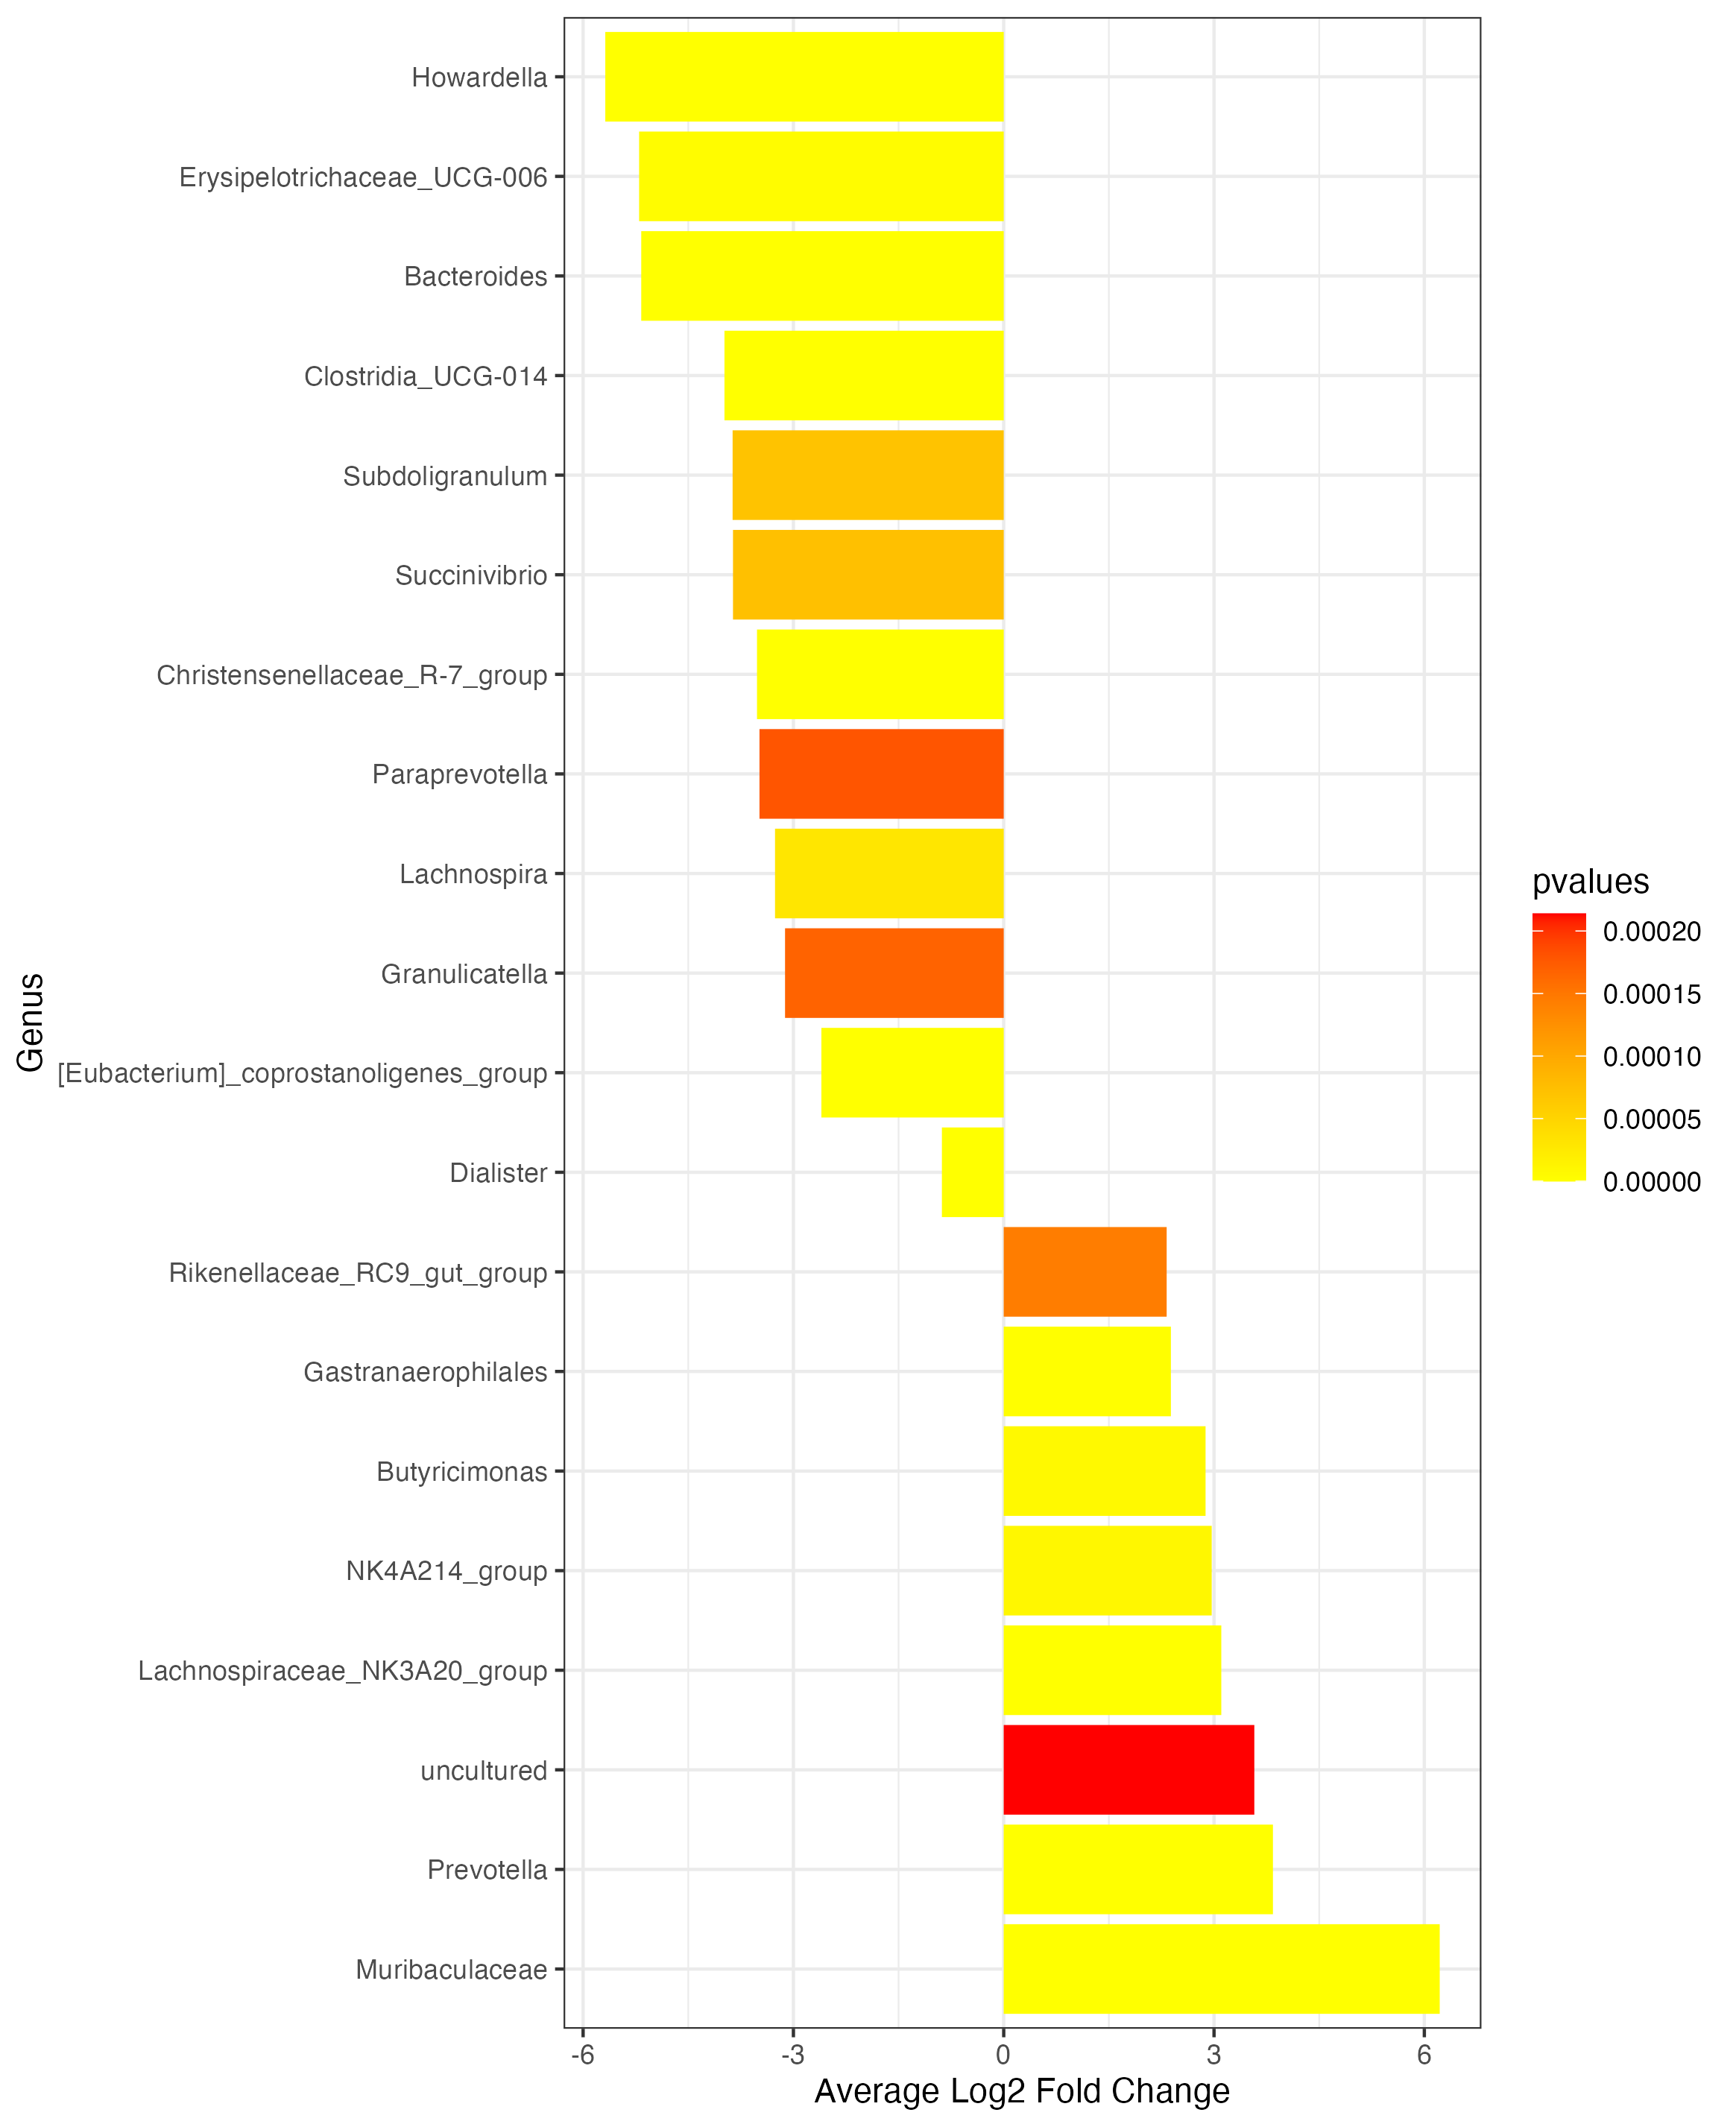 Genus
Howardella
Erysipelotrichaceae_UCG-006
Bacteroides
Clostridia_UCG-014
Subdoligranulum
Succinivibrio
Christensenellaceae_R-7_group
Paraprevotella
Lachnospira
Granulicatella
[Eubacterium]_coprostanoligenes_group
Dialister
Rikenellaceae_RC9_gut_group
Gastranaerophilales
Butyricimonas
NK4A214_group
Lachnospiraceae_NK3A20_group
uncultured
Prevotella
Muribaculaceae
-6 -3 0 3 6
Average Log2 Fold Change
pvalues
0.00020
0.00015
0.00010
0.00005
0.00000